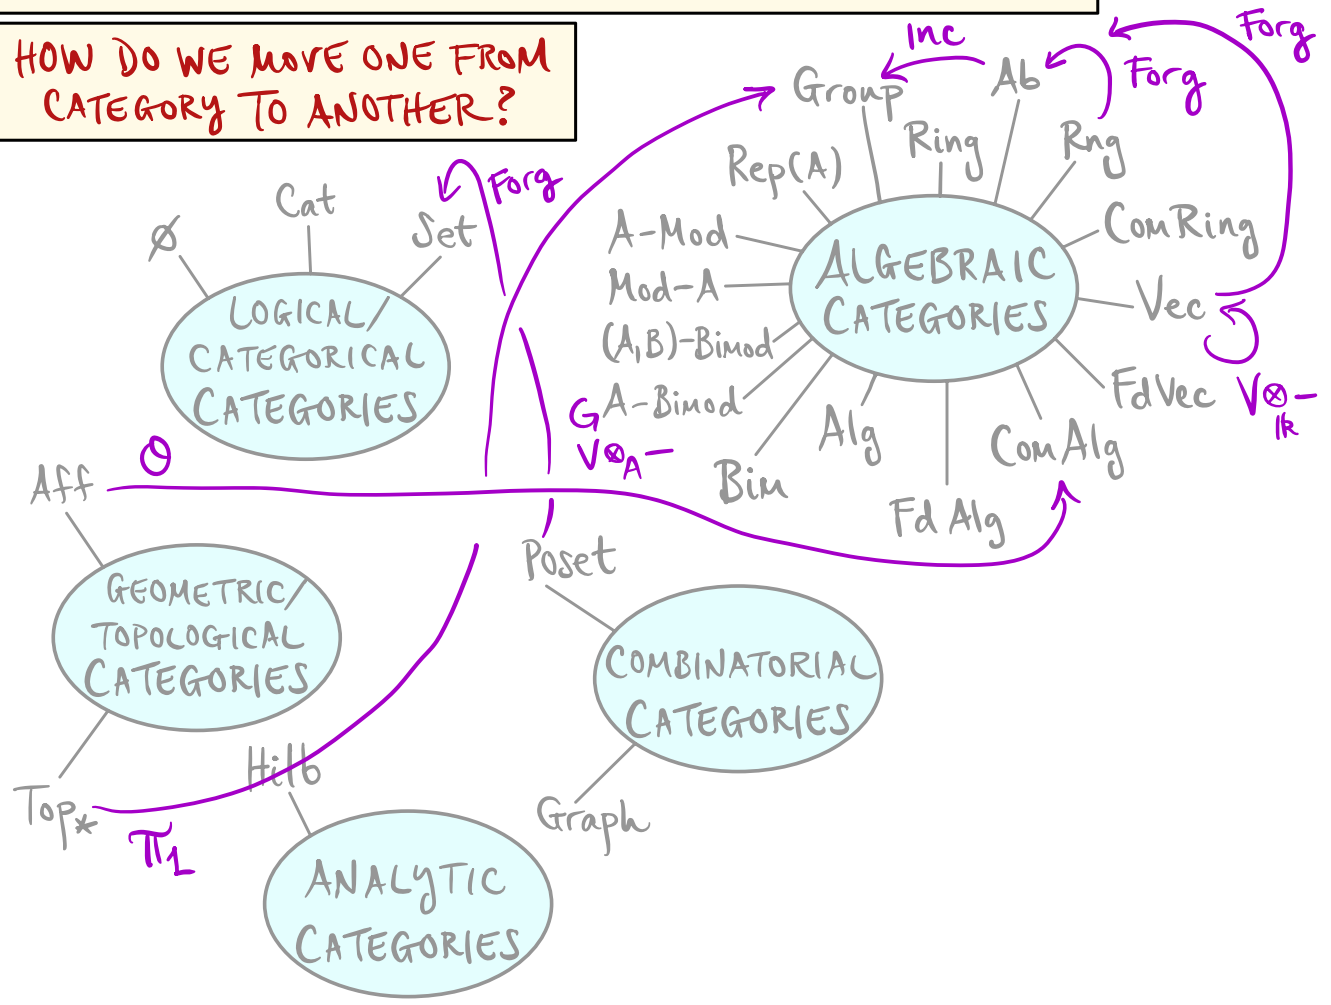 HOW DO WE MOVE ONE FROM
CATEGORY TO ANOTHER?
Inc
Forg
Group
Ab
Forg
Rep(A)
Ring
Rng
Forg
Cat
Set
∅
A-Mod
ComRing
Mod-A
ALGEBRAIC
CATEGORIES
Vec
LOGICAL/
CATEGORICAL
CATEGORIES
(A,B)-Bimod
A-Bimod
FdVec
V⊗𝕜-
G
V⊗A-
Alg
ComAlg
Bim
Fd Alg
O
Aff
Poset
GEOMETRIC/
TOPOLOGICAL
CATEGORIES
COMBINATORIAL
CATEGORIES
Hilb
Top*
π1
Graph
ANALYTIC
CATEGORIES